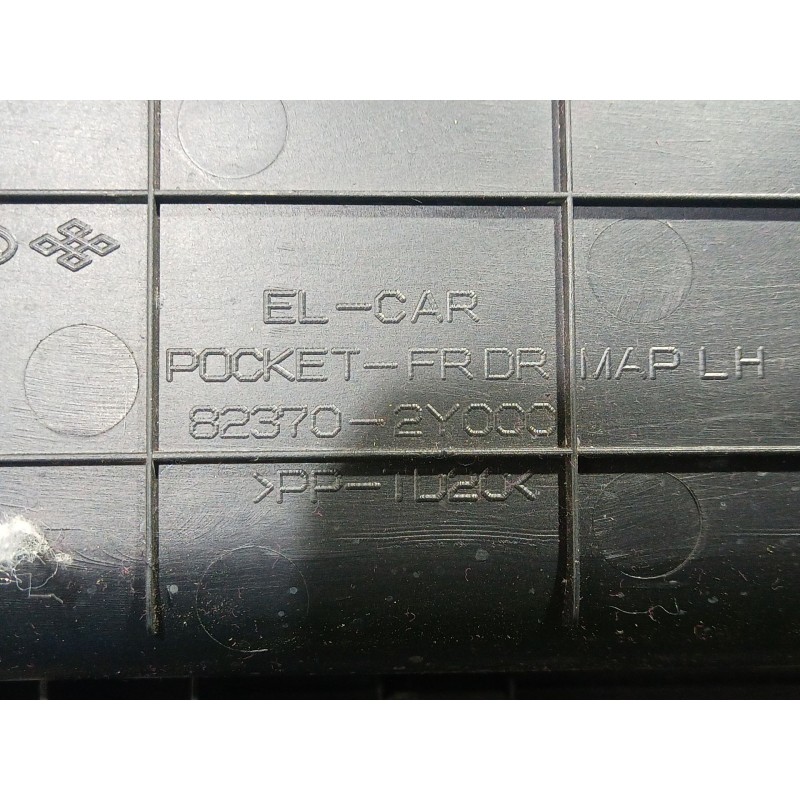 EL-CAR
POCKET-FR DR MAP LH
82370-2Y000
>PP-TD20<